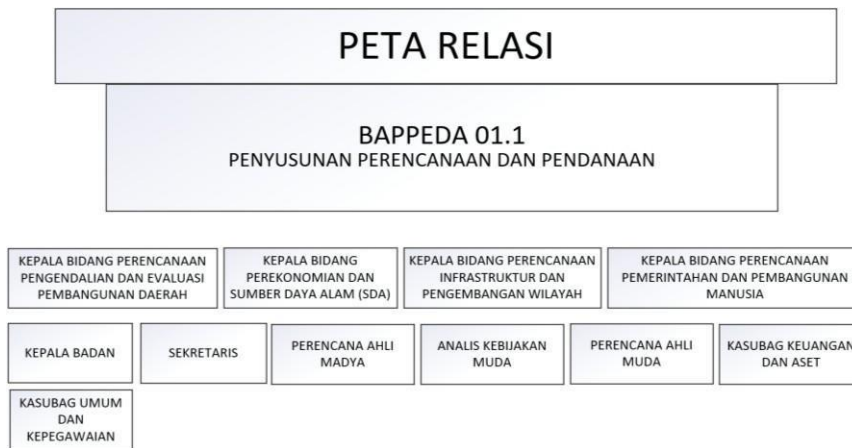 PETA RELASI
BAPPEDA 01.1
PENYUSUNAN PERENCANAAN DAN PENDANAAN
KEPALA BIDANG PERENCANAAN
PENGENDALIAN DAN EVALUASI
PEMBANGUNAN DAERAH
KEPALA BIDANG
PEREKONOMIAN DAN
SUMBER DAYA ALAM (SDA)
KEPALA BIDANG PERENCANAAN
INFRASTRUKTUR DAN
PENGEMBANGAN WILAYAH
KEPALA BIDANG PERENCANAAN
PEMERINTAHAN DAN PEMBANGUNAN
MANUSIA
KEPALA BADAN
SEKRETARIS
PERENCANA AHLI
MADYA
ANALIS KEBIJAKAN
MUDA
PERENCANA AHLI
MUDA
KASUBAG KEUANGAN
DAN ASET
KASUBAG UMUM
DAN
KEPEGAWAIAN